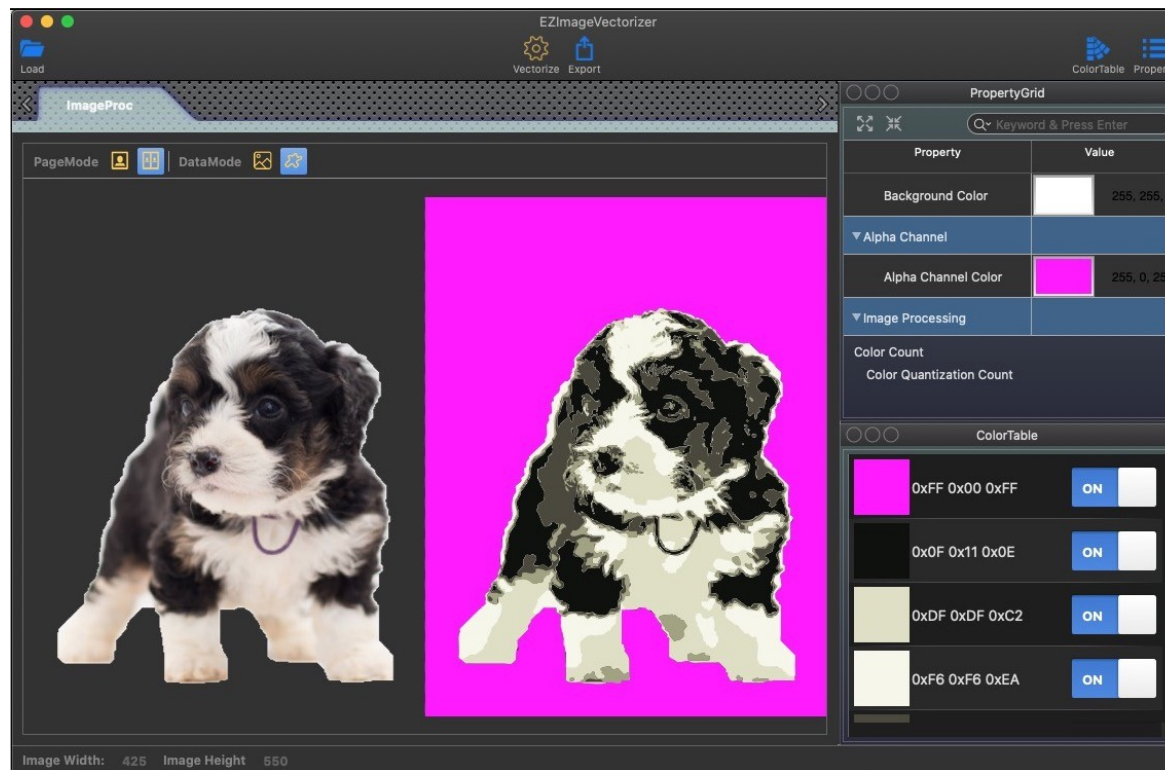 EZImageVectorizer
Load
Vectorize Export
ColorTable Proper
ImageProc
PageMode
DataMode
PropertyGrid
Keyword & Press Enter
Property Value
Background Color 255, 255,
Alpha Channel
Alpha Channel Color 255, 0, 25
Image Processing
Color Count
Color Quantization Count
ColorTable
0xFF 0x00 0xFF ON
0x0F 0x11 0x0E ON
0xDF 0xDF 0xC2 ON
0xF6 0xF6 0xEA ON
Image Width: 425 Image Height 550